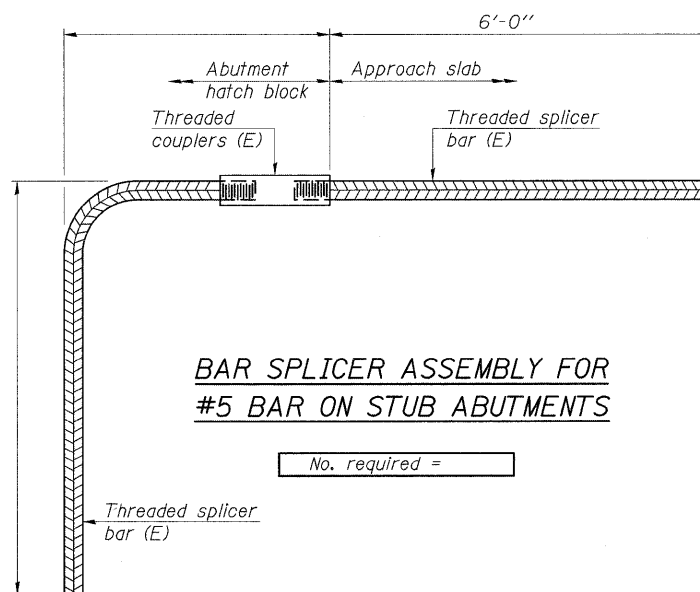 6'-0"
Abutment
hatch block
Approach slab
Threaded
couplers (E)
Threaded splicer
bar (E)
BAR SPLICER ASSEMBLY FOR
#5 BAR ON STUB ABUTMENTS
No. required =
Threaded splicer
bar (E)